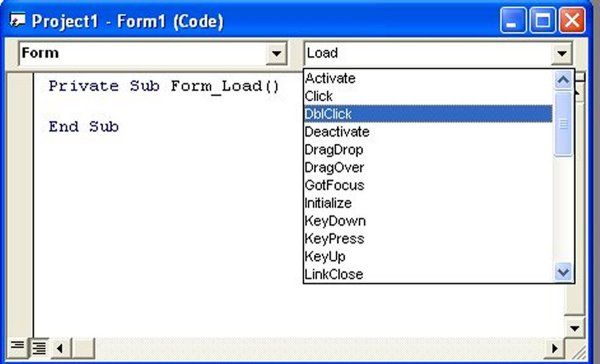 Project1 - Form1 (Code)
Form
Load
Private Sub Form_Load()
End Sub
Activate
Click
DblClick
Deactivate
DragDrop
DragOver
GotFocus
Initialize
KeyDown
KeyPress
KeyUp
LinkClose